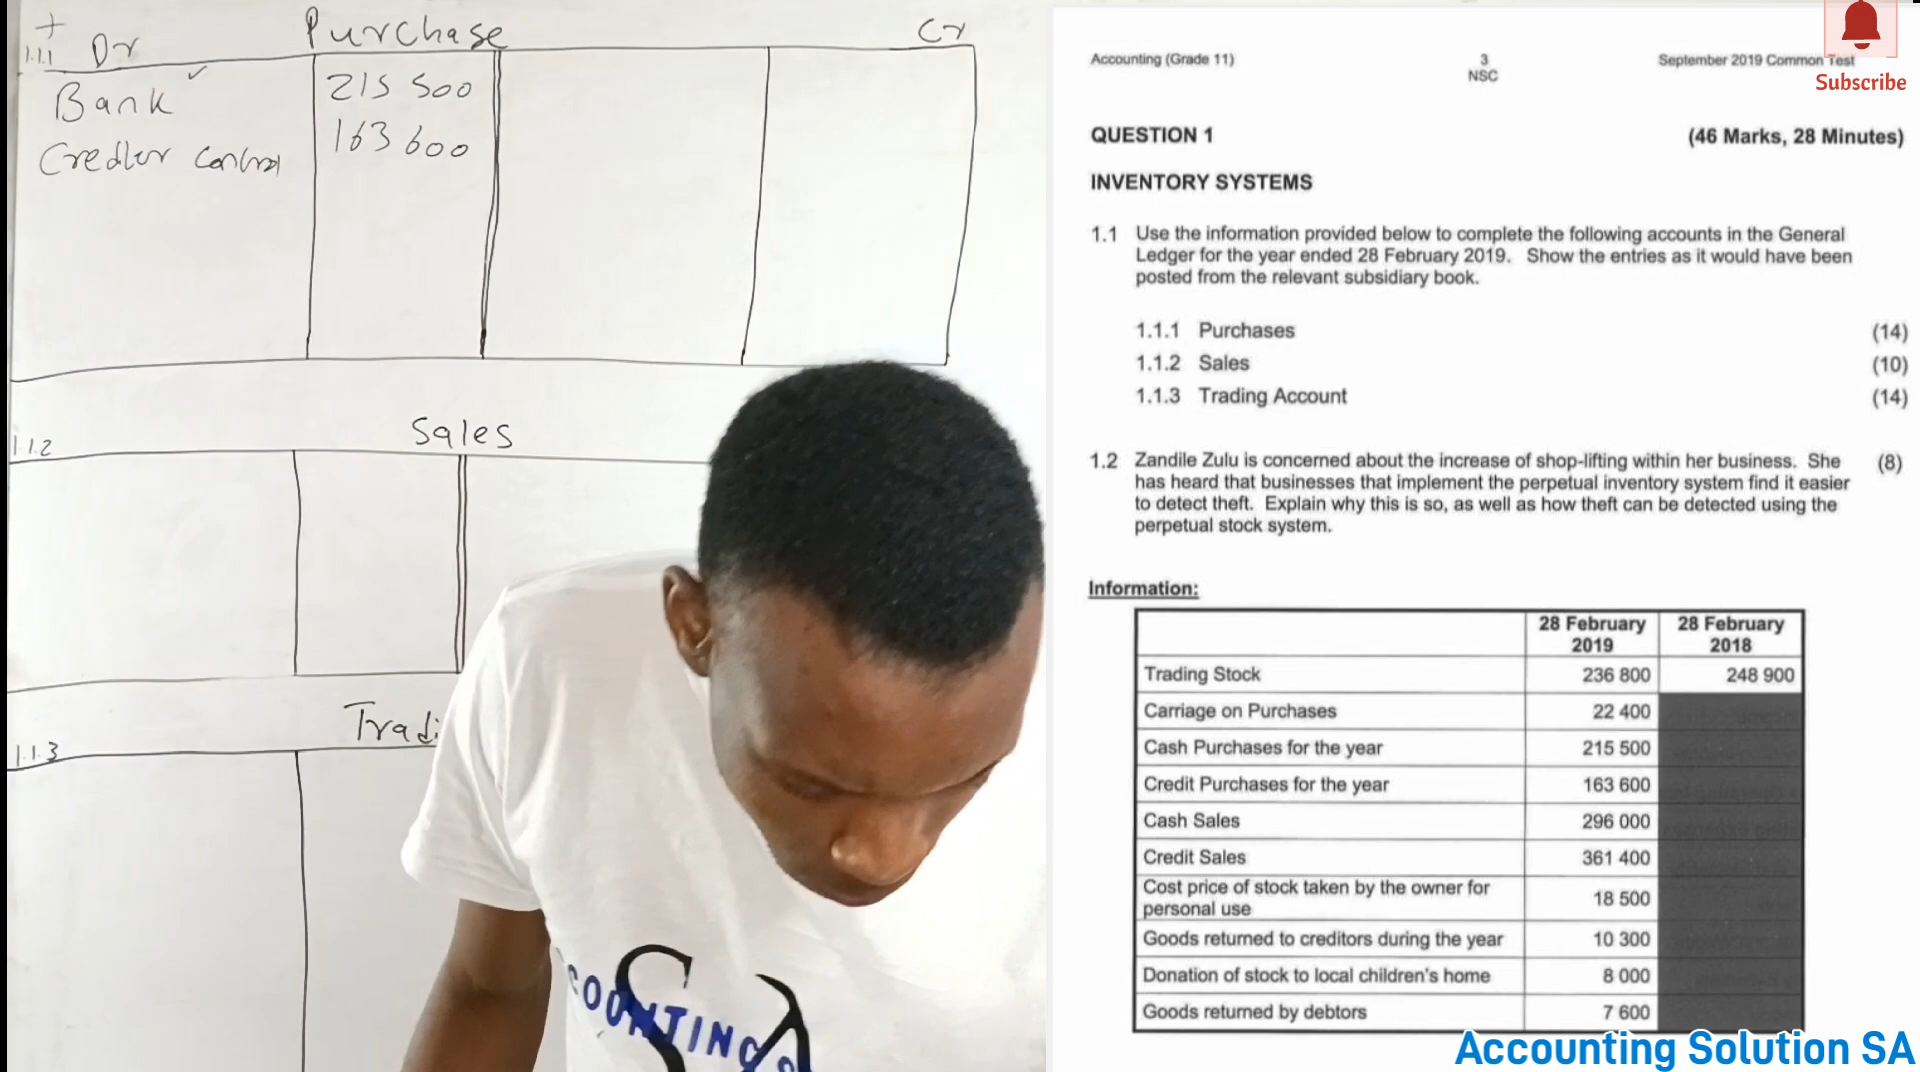 +
1.1.1 Dr Purchase Cr
Bank 215 500
Creditor control 163 600
1.1.2 Sales
1.1.3 Tradi
COUNTING S
SA
Subscribe
Accounting (Grade 11) 3 September 2019 Common Test
NSC
QUESTION 1 (46 Marks, 28 Minutes)
INVENTORY SYSTEMS
1.1 Use the information provided below to complete the following accounts in the General
Ledger for the year ended 28 February 2019. Show the entries as it would have been
posted from the relevant subsidiary book.
1.1.1 Purchases (14)
1.1.2 Sales (10)
1.1.3 Trading Account (14)
1.2 Zandile Zulu is concerned about the increase of shop-lifting within her business. She (8)
has heard that businesses that implement the perpetual inventory system find it easier
to detect theft. Explain why this is so, as well as how theft can be detected using the
perpetual stock system.
Information:
28 February 28 February
2019 2018
Trading Stock 236 800 248 900
Carriage on Purchases 22 400
Cash Purchases for the year 215 500
Credit Purchases for the year 163 600
Cash Sales 296 000
Credit Sales 361 400
Cost price of stock taken by the owner for
personal use 18 500
Goods returned to creditors during the year 10 300
Donation of stock to local children's home 8 000
Goods returned by debtors 7 600
Accounting Solution SA